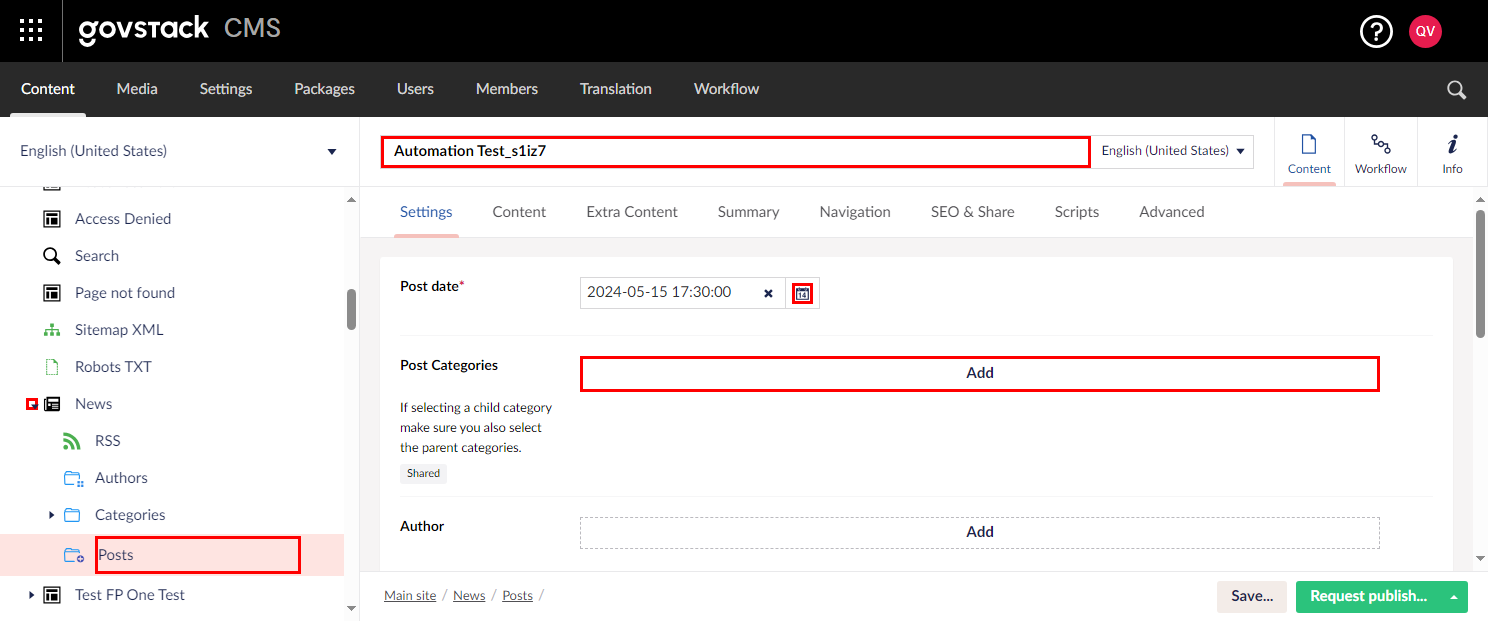 govstack CMS
?
QV
Content Media Settings Packages Users Members Translation Workflow
English (United States)
Access Denied
Search
Page not found
Sitemap XML
Robots TXT
News
RSS
Authors
Categories
Posts
Test FP One Test
Automation Test_s1iz7
English (United States)
Content
Workflow
Info
Settings Content Extra Content Summary Navigation SEO & Share Scripts Advanced
Post date*
2024-05-15 17:30:00
14
Post Categories
Add
If selecting a child category
make sure you also select
the parent categories.
Shared
Author
Add
Main site / News / Posts /
Save...
Request publish...